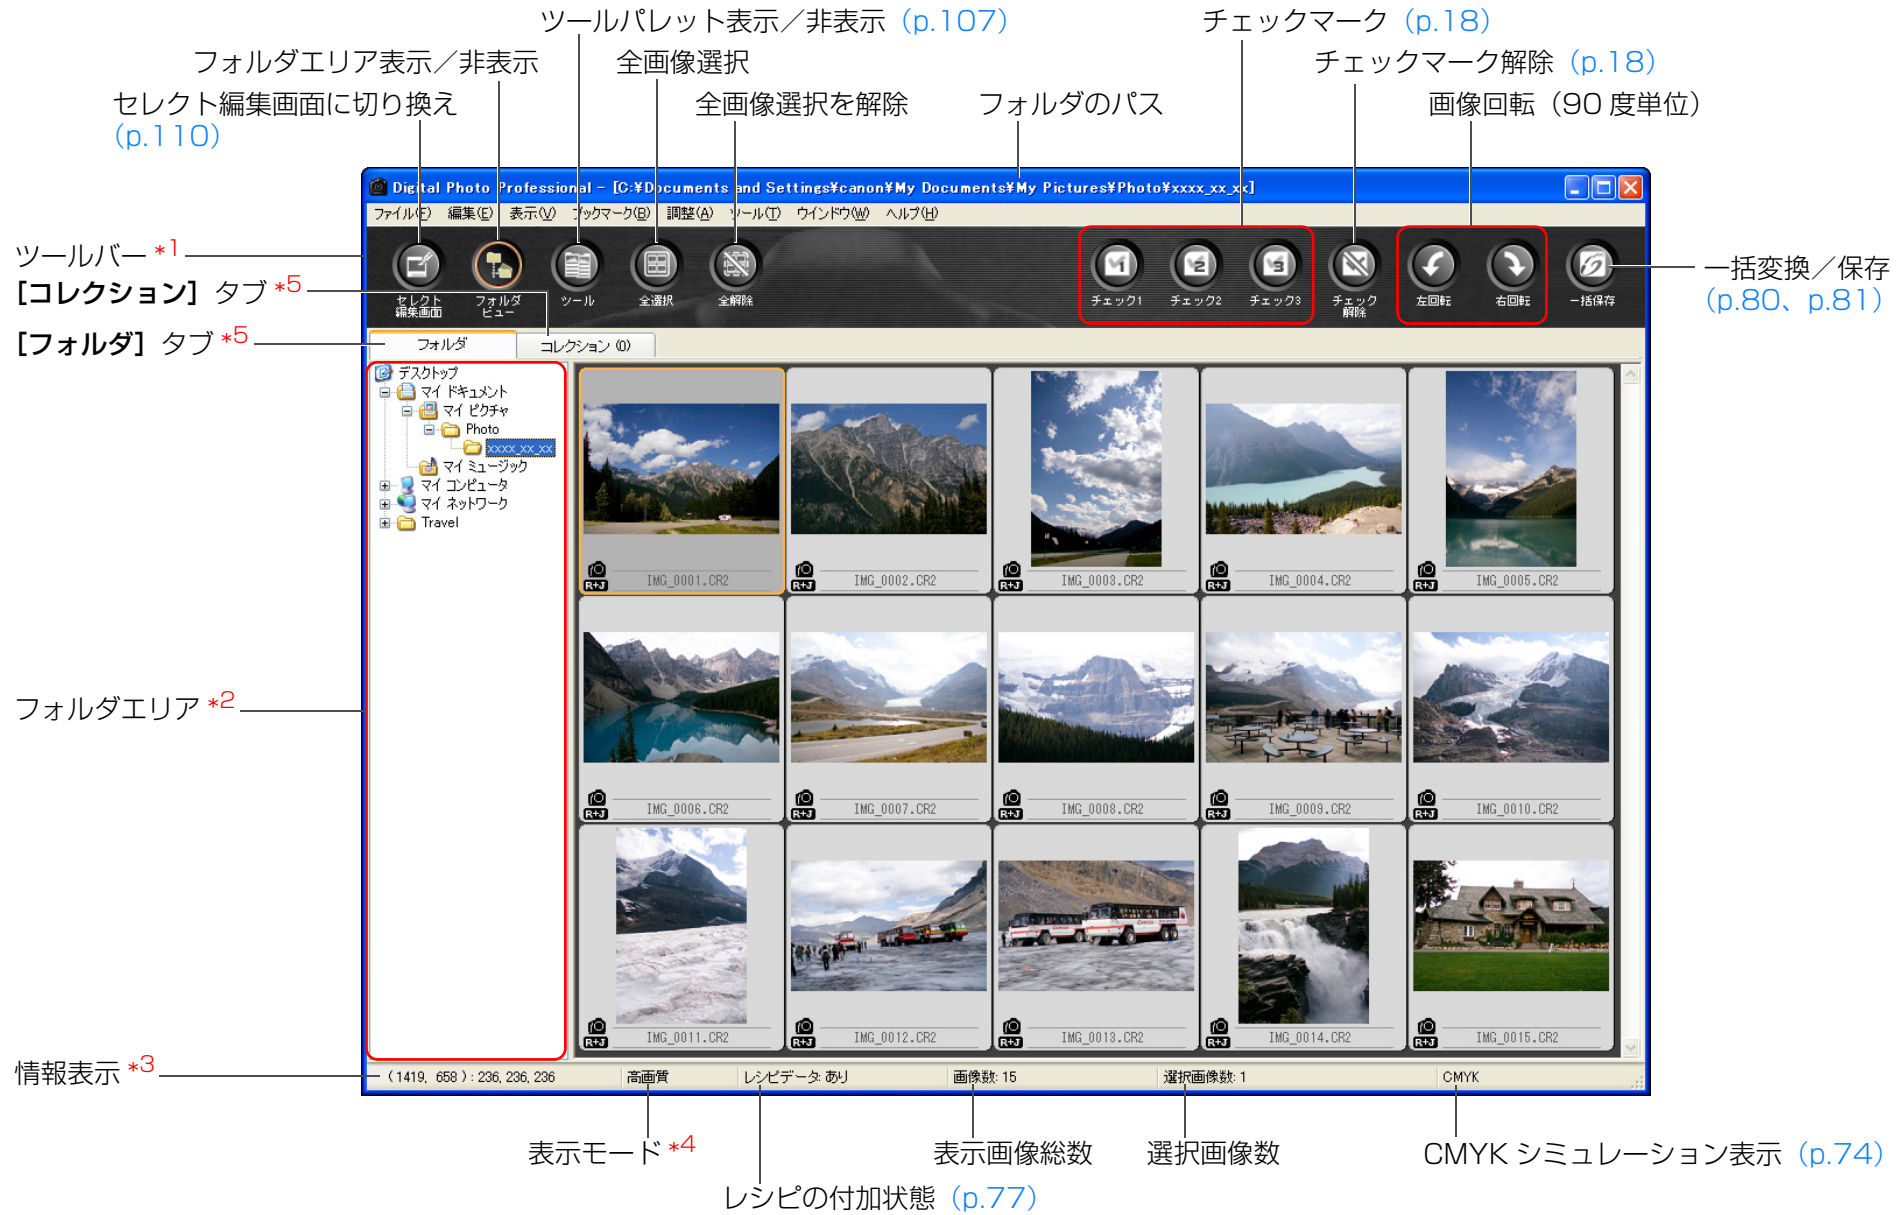 ツールパレット表示／非表示（p.107）
チェックマーク（p.18）
フォルダエリア表示／非表示
全画像選択
チェックマーク解除（p.18）
セレクト編集画面に切り換え
（p.110）
全画像選択を解除
フォルダのパス
画像回転（90 度単位）
Digital Photo Professional - [C:¥Documents and Settings¥canon¥My Documents¥My Pictures¥Photo¥xxxx_xx_xx]
ファイル(F) 編集(E) 表示(V) ブックマーク(B) 調整(A) ツール(T) ウインドウ(W) ヘルプ(H)
ツールバー *1
一括変換／保存
（p.80、p.81）
[コレクション] タブ *5
[フォルダ] タブ *5
セレクト
編集画面
フォルダ
ビュー
ツール
全選択
全解除
1
2
3
チェック1
チェック2
チェック3
チェック
解除
左回転
右回転
一括保存
フォルダ
コレクション (0)
デスクトップ
マイ ドキュメント
マイ ピクチャ
Photo
xxxx_xx_xx
マイ ミュージック
マイ コンピュータ
マイ ネットワーク
Travel
R+J IMG_0001.CR2
R+J IMG_0002.CR2
R+J IMG_0003.CR2
R+J IMG_0004.CR2
R+J IMG_0005.CR2
フォルダエリア *2
R+J IMG_0006.CR2
R+J IMG_0007.CR2
R+J IMG_0008.CR2
R+J IMG_0009.CR2
R+J IMG_0010.CR2
R+J IMG_0011.CR2
R+J IMG_0012.CR2
R+J IMG_0013.CR2
R+J IMG_0014.CR2
R+J IMG_0015.CR2
情報表示 *3
(1419, 658) : 236, 236, 236
高画質
レシピデータ: あり
画像数: 15
選択画像数: 1
CMYK
表示モード *4
表示画像総数
選択画像数
CMYK シミュレーション表示（p.74）
レシピの付加状態（p.77）